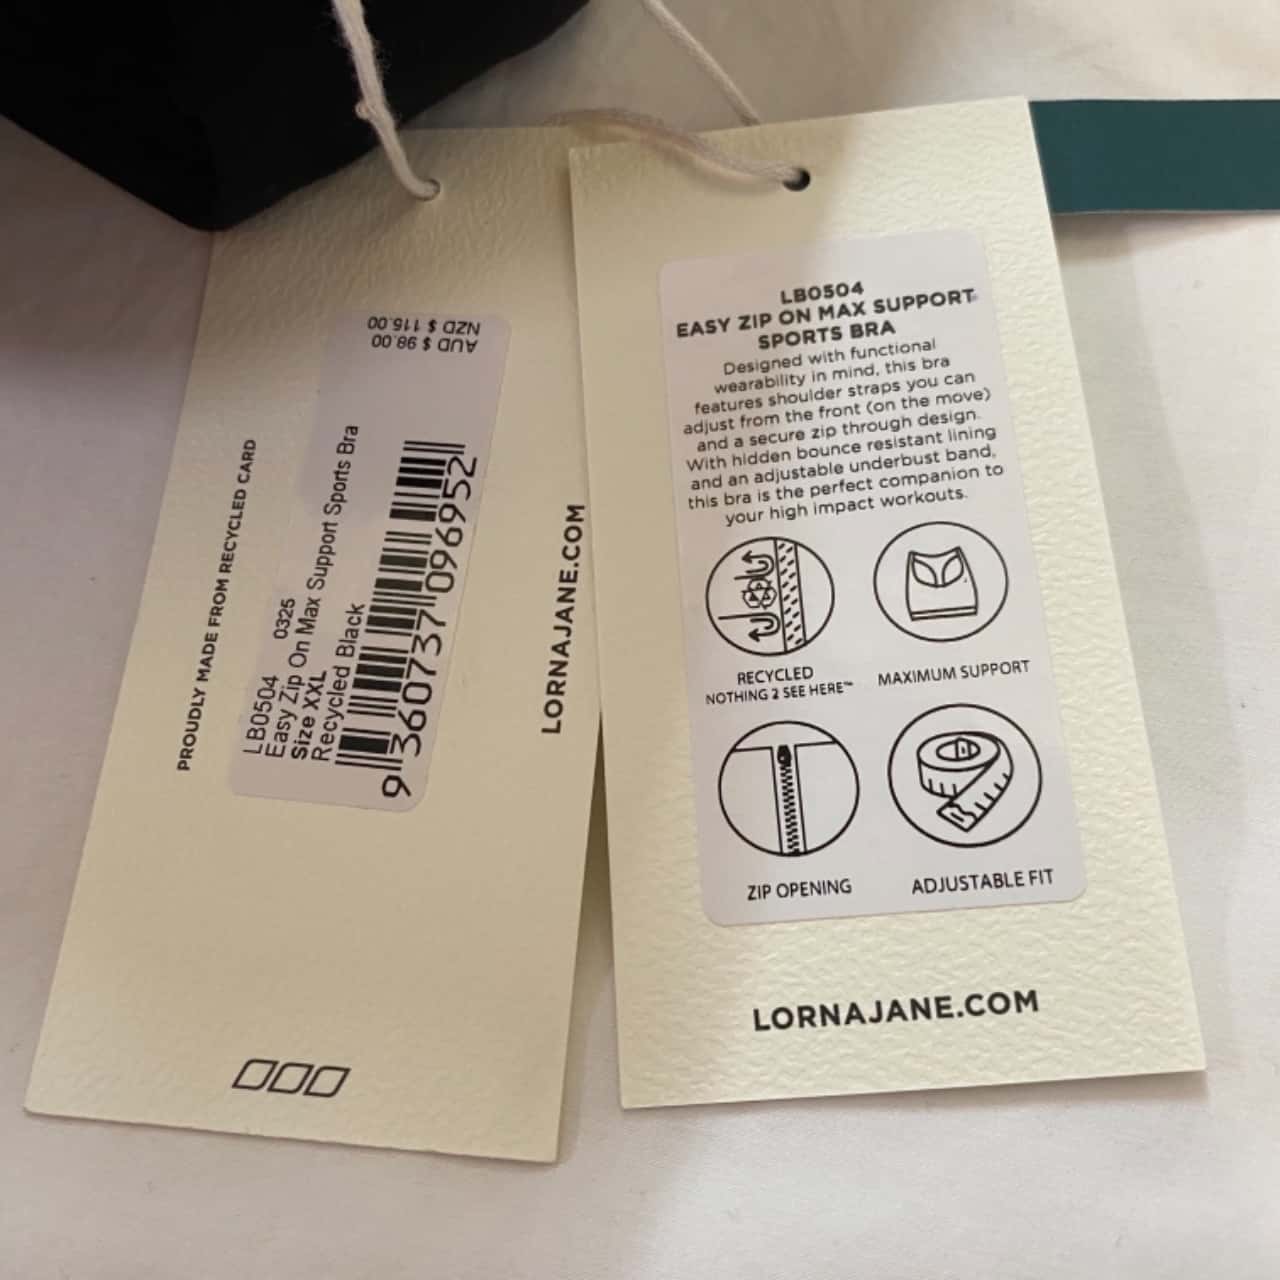 NZD $ 115.00
AUD $ 98.00
PROUDLY MADE FROM RECYCLED CARD
LB0504 0325
Easy Zip On Max Support Sports Bra
Size XXL
Recycled Black
9 360737 096952
LORNAJANE.COM
LB0504
EASY ZIP ON MAX SUPPORT
SPORTS BRA
Designed with functional
wearability in mind, this bra
features shoulder straps you can
adjust from the front (on the move)
and a secure zip through design.
With hidden bounce resistant lining
and an adjustable underbust band,
this bra is the perfect companion to
your high impact workouts.
RECYCLED
NOTHING 2 SEE HERE™
MAXIMUM SUPPORT
ZIP OPENING
ADJUSTABLE FIT
LORNAJANE.COM